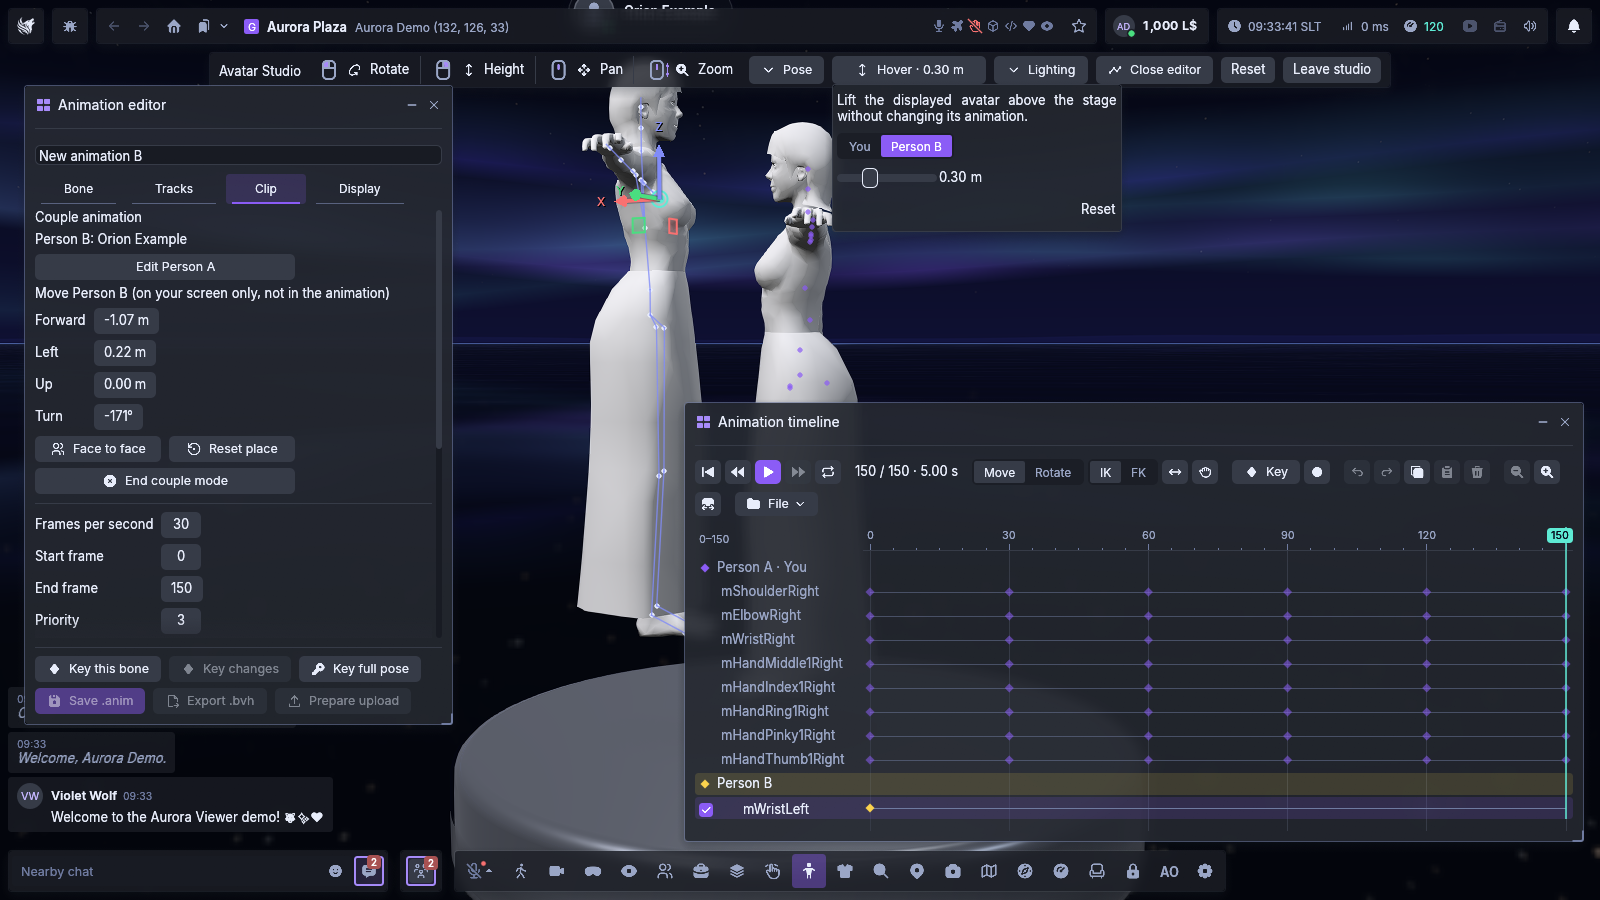 Orion Example
Aurora Plaza Aurora Demo (132, 126, 33)
AD 1,000 L$
09:33:41 SLT
0 ms
120
Avatar Studio
Rotate
Height
Pan
Zoom
Pose
Hover · 0.30 m
Lighting
Close editor
Reset
Leave studio
Lift the displayed avatar above the stage
without changing its animation.
You
Person B
0.30 m
Reset
Z
Y
X
Animation editor
New animation B
Bone
Tracks
Clip
Display
Couple animation
Person B: Orion Example
Edit Person A
Move Person B (on your screen only, not in the animation)
Forward -1.07 m
Left 0.22 m
Up 0.00 m
Turn -171°
Face to face
Reset place
End couple mode
Frames per second 30
Start frame 0
End frame 150
Priority 3
Key this bone
Key changes
Key full pose
Save .anim
Export .bvh
Prepare upload
Animation timeline
150 / 150 · 5.00 s
Move
Rotate
IK
FK
Key
File
0–150
0 30 60 90 120 150
Person A · You
mShoulderRight
mElbowRight
mWristRight
mHandMiddle1Right
mHandIndex1Right
mHandRing1Right
mHandPinky1Right
mHandThumb1Right
Person B
mWristLeft
09:33
Welcome, Aurora Demo.
VW Violet Wolf 09:33
Welcome to the Aurora Viewer demo!
Nearby chat
2
2
AO